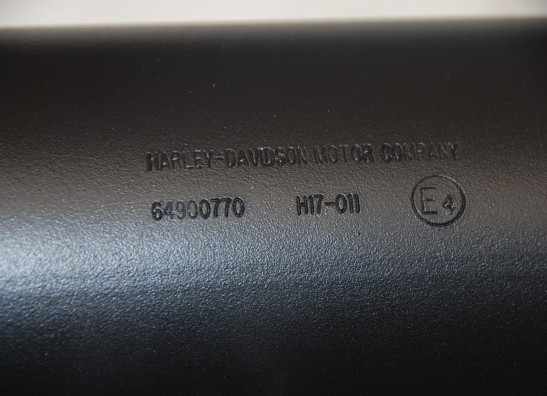 HARLEY-DAVIDSON MOTOR COMPANY
64900770 H17-011 E4